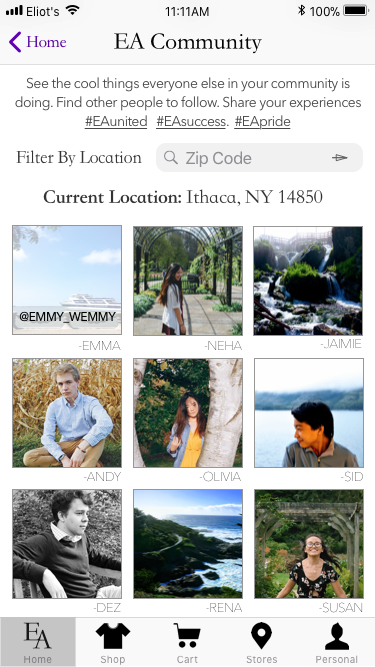 Eliot's 11:11AM 100%
Home EA Community
See the cool things everyone else in your community is
doing. Find other people to follow. Share your experiences
#EAunited #EAsuccess. #EApride
Filter By Location Zip Code
Current Location: Ithaca, NY 14850
@EMMY_WEMMY
-EMMA -NEHA -JAIMIE
-ANDY -OLIVIA -SID
-DEZ -RENA -SUSAN
EA
Home Shop Cart Stores Personal